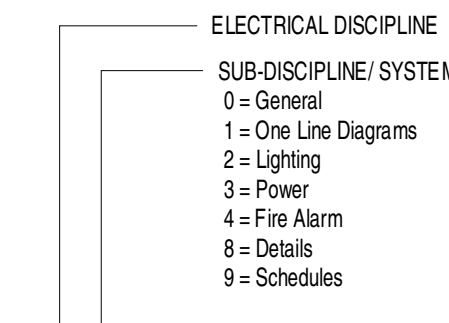 ELECTRICAL DISCIPLINE
SUB-DISCIPLINE/ SYSTEM
0 = General
1 = One Line Diagrams
2 = Lighting
3 = Power
4 = Fire Alarm
8 = Details
9 = Schedules